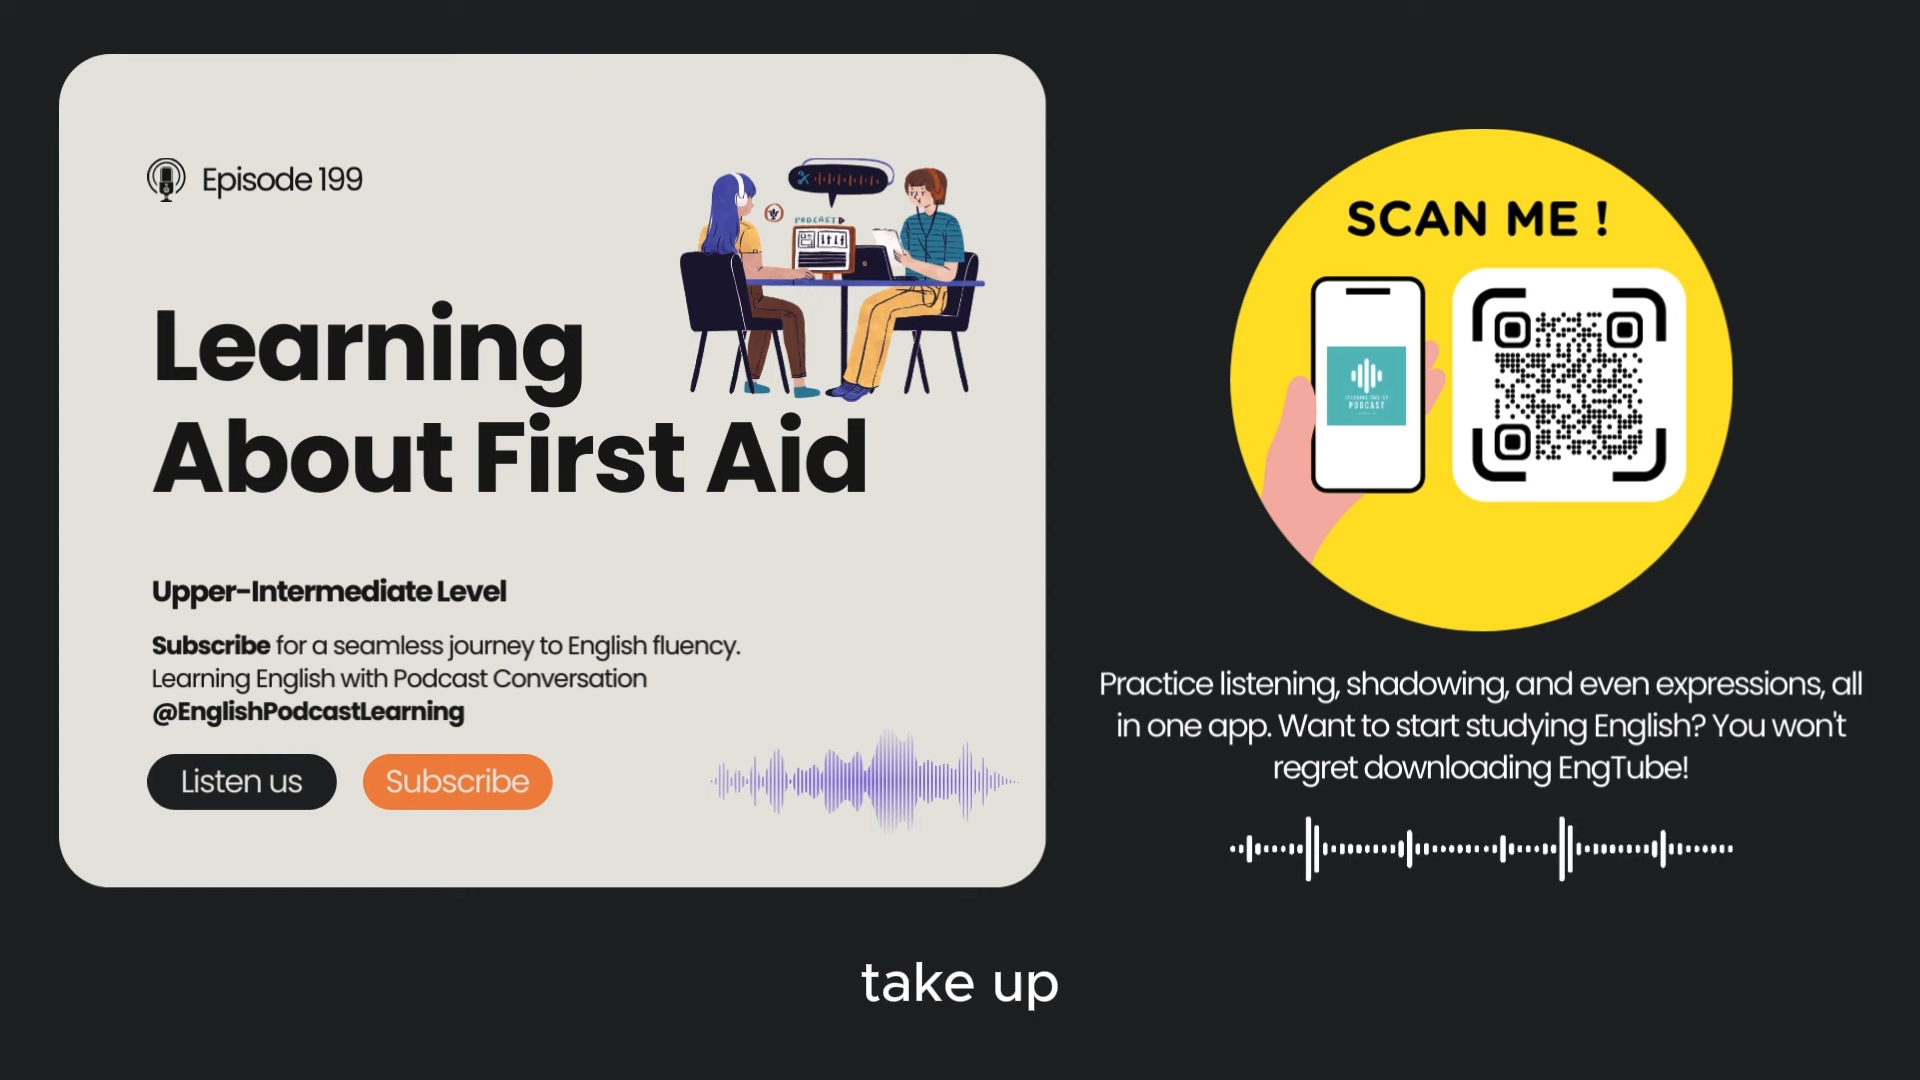 Episode 199
PODCAST
Learning
About First Aid
Upper-Intermediate Level
Subscribe for a seamless journey to English fluency.
Learning English with Podcast Conversation
@EnglishPodcastLearning
Listen us
Subscribe
SCAN ME !
PODCAST
Practice listening, shadowing, and even expressions, all
in one app. Want to start studying English? You won't
regret downloading EngTube!
take up